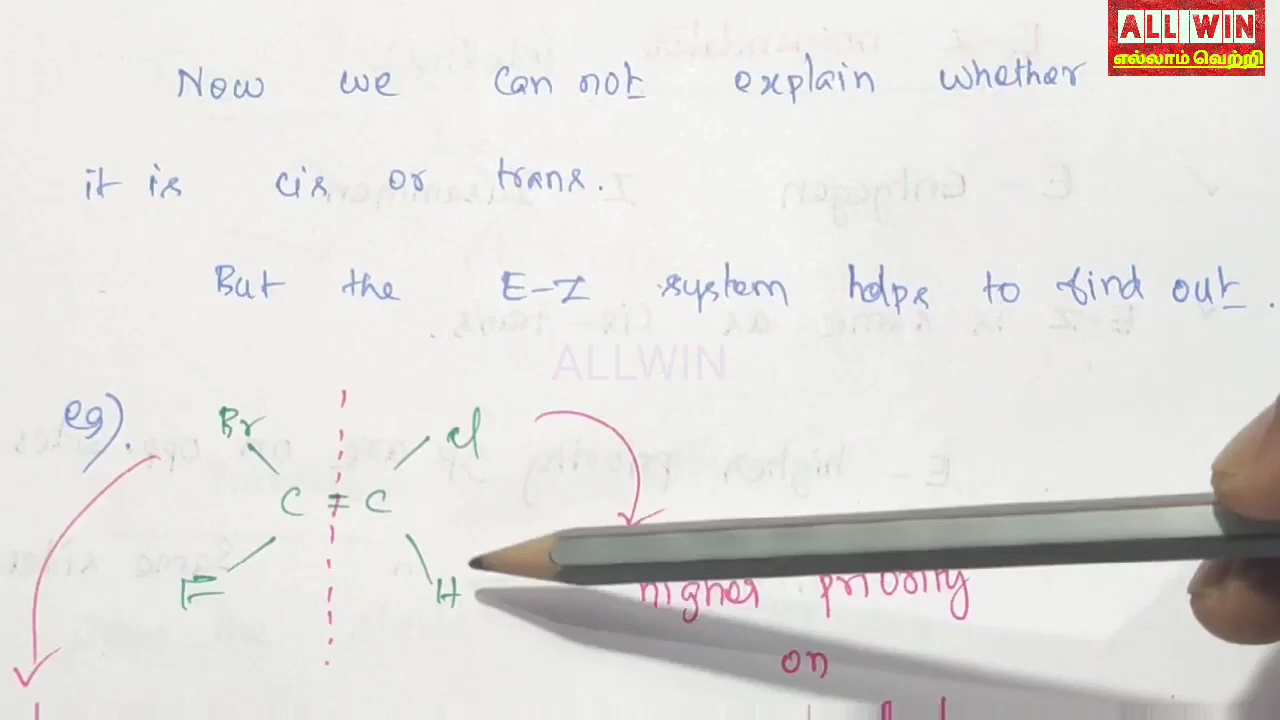 ALL WIN
எல்லாம் வெற்றி
Now we can not explain whether
it is cis or trans.
But the E-Z system helps to find out.
ALLWIN
eg).
Br Cl
C = C
F H
higher priority
on